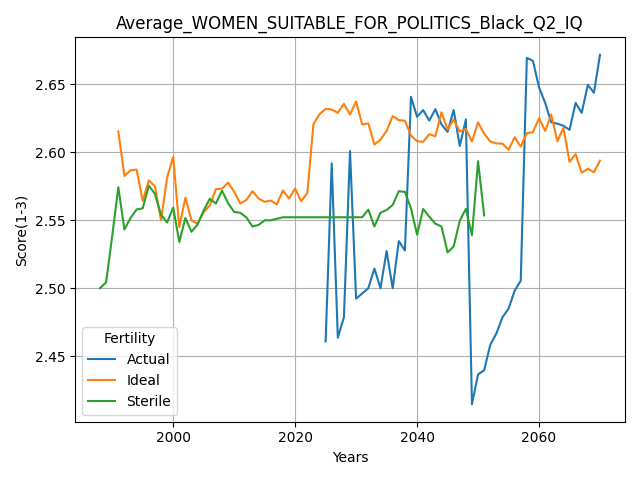 Average_WOMEN_SUITABLE_FOR_POLITICS_Black_Q2_IQ
Score(1-3)
2.65
2.60
2.55
2.50
2.45
Fertility
Actual
Ideal
Sterile
2000
2020
2040
2060
Years